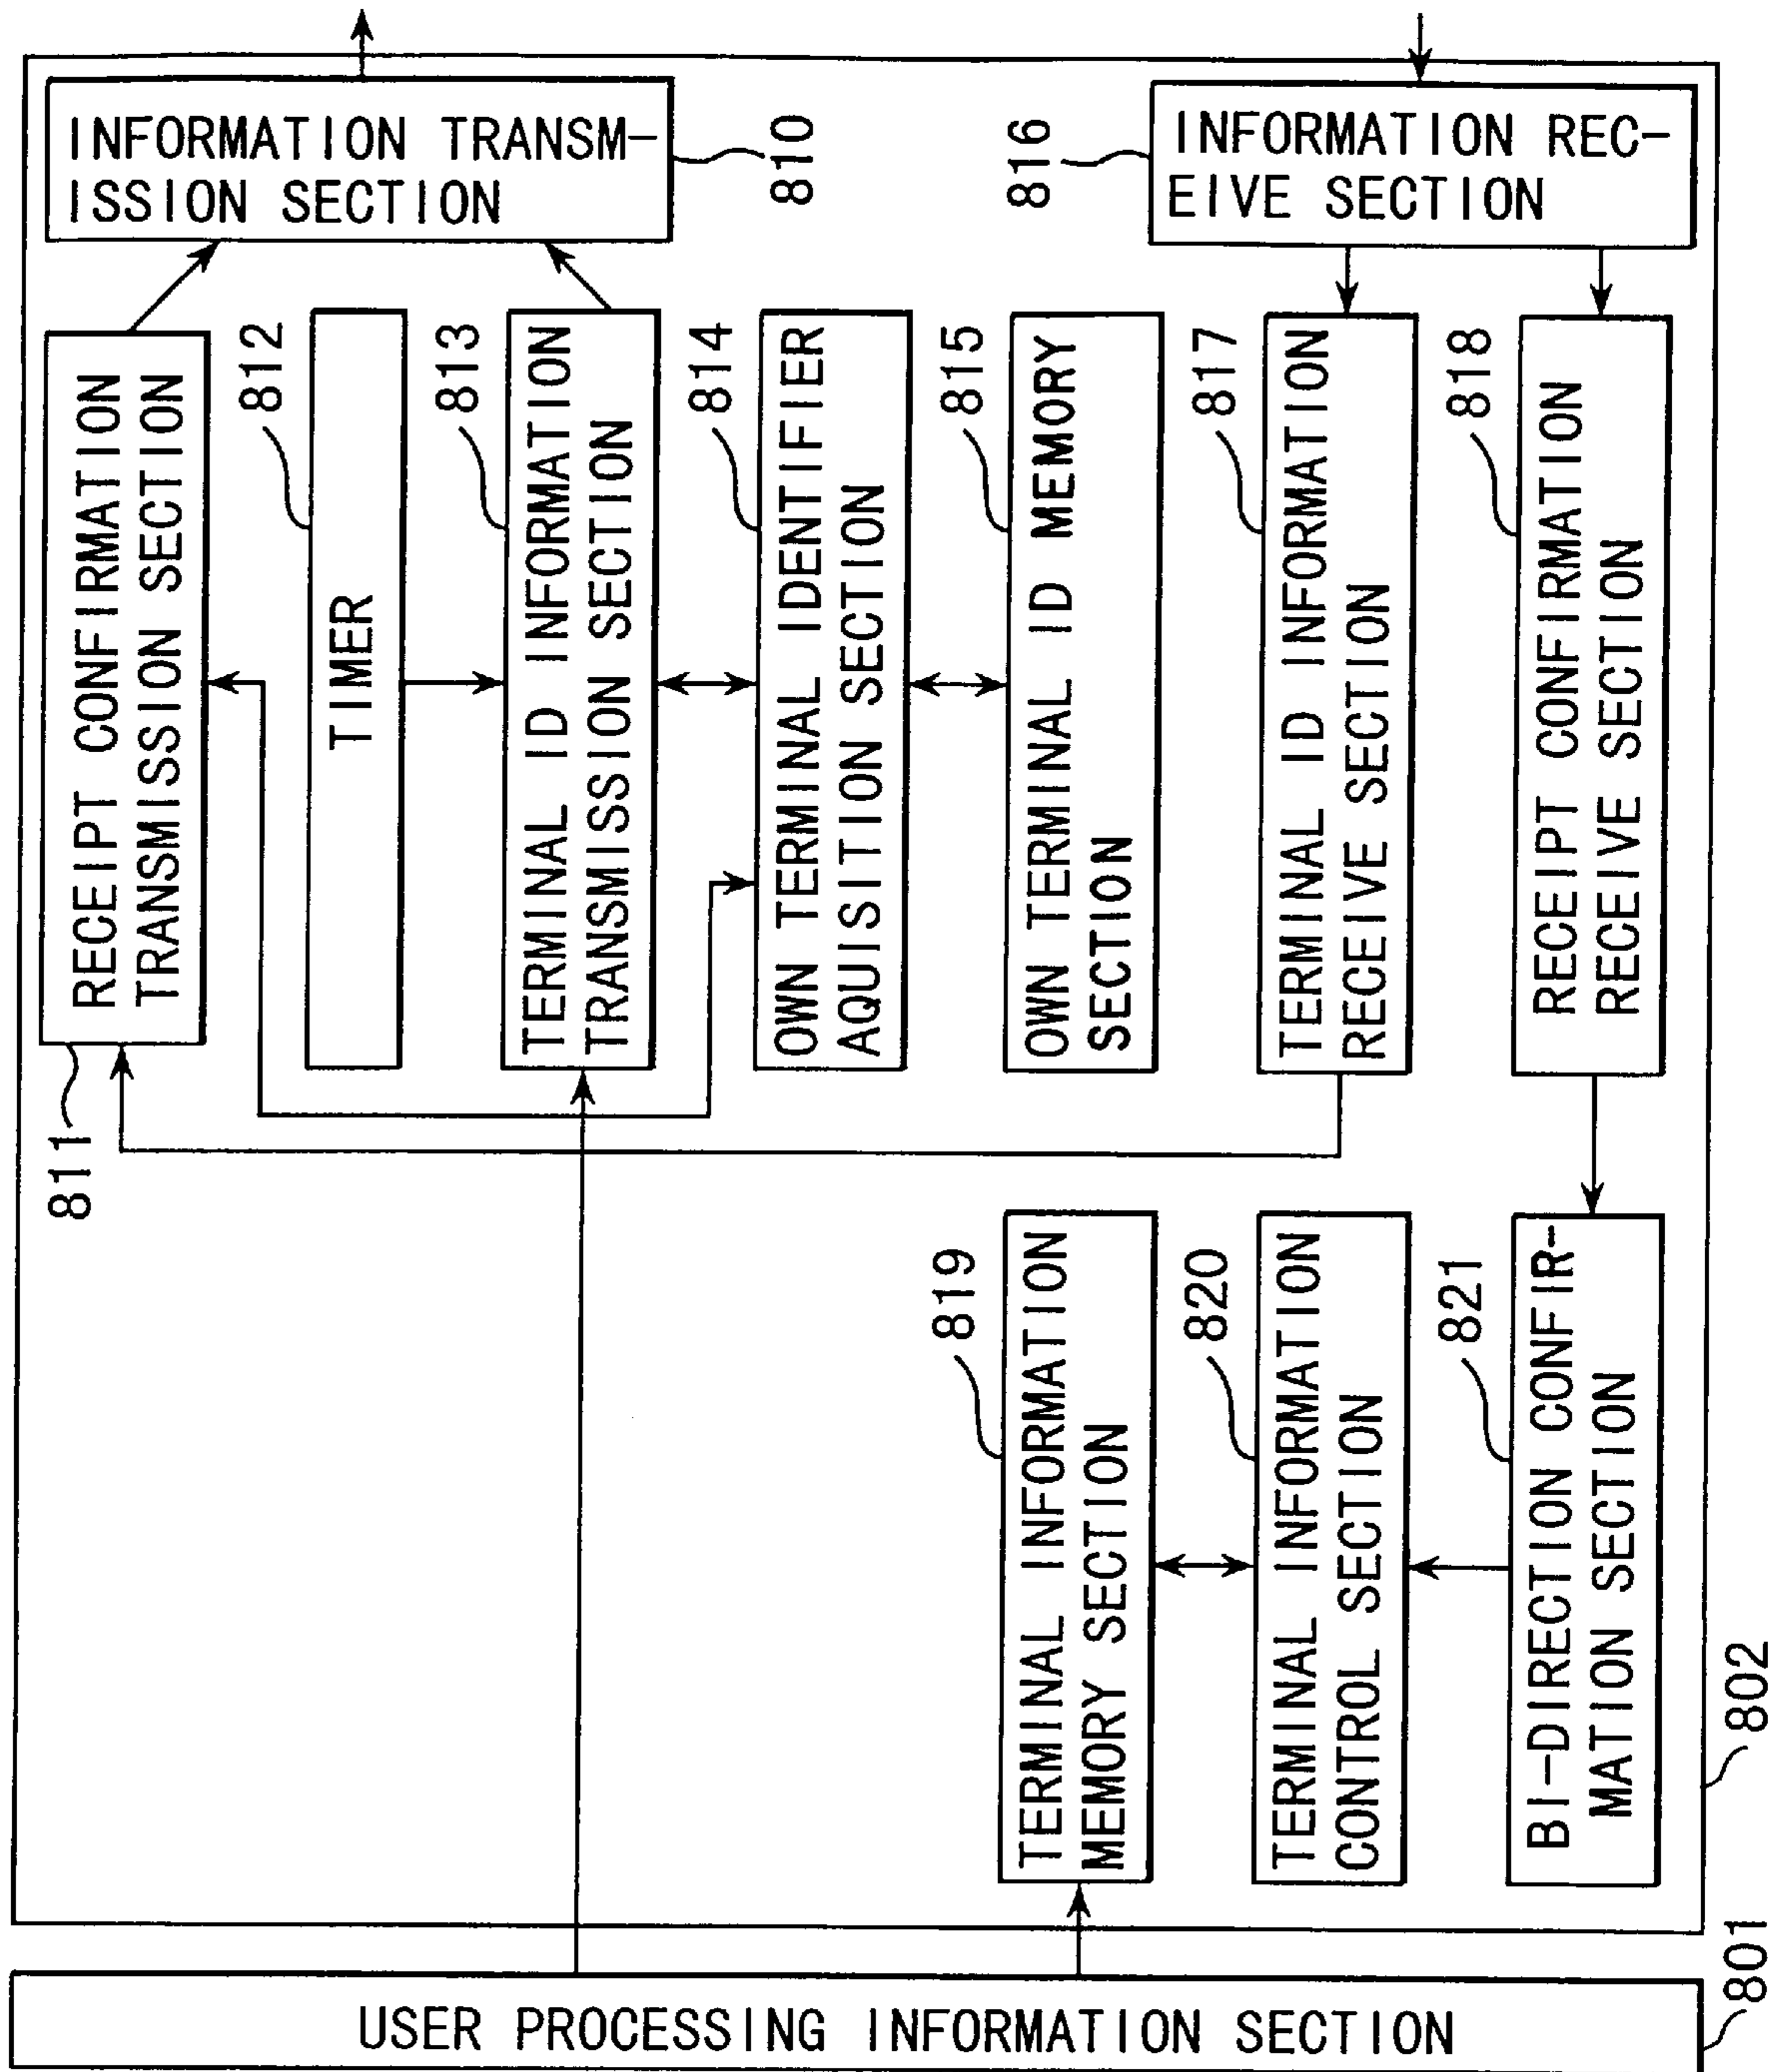 USER PROCESSING INFORMATION SECTION
801
802
RECEIPT CONFIRMATION
TRANSMISSION SECTION
811
INFORMATION TRANSM-
ISSION SECTION
810
TIMER
812
TERMINAL ID INFORMATION
TRANSMISSION SECTION
813
OWN TERMINAL IDENTIFIER
AQUISITION SECTION
814
OWN TERMINAL ID MEMORY
SECTION
815
INFORMATION REC-
EIVE SECTION
816
TERMINAL ID INFORMATION
RECEIVE SECTION
817
RECEIPT CONFIRMATION
RECEIVE SECTION
818
TERMINAL INFORMATION
MEMORY SECTION
819
TERMINAL INFORMATION
CONTROL SECTION
820
BI-DIRECTION CONFIR-
MATION SECTION
821